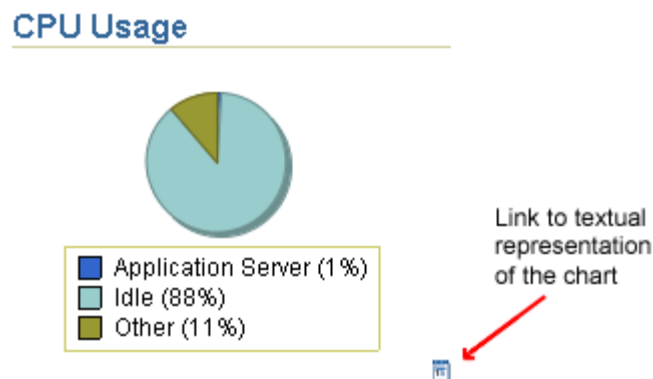 CPU Usage
Application Server (1%)
Idle (88%)
Other (11%)
Link to textual
representation
of the chart